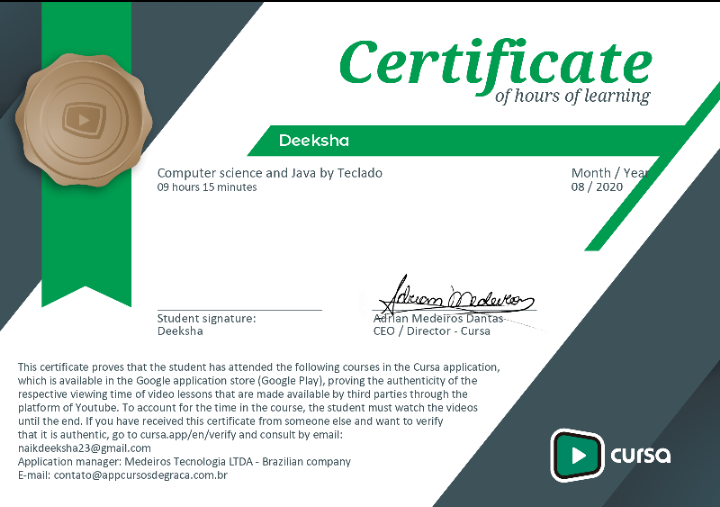 Certificate
of hours of learning
Deeksha
Computer science and Java by Teclado
09 hours 15 minutes
Month / Year
08 / 2020
Adriam Medeiros
Student signature:
Deeksha
Adrian Medeiros Dantas
CEO / Director - Cursa
This certificate proves that the student has attended the following courses in the Cursa application,
which is available in the Google application store (Google Play), proving the authenticity of the
respective viewing time of video lessons that are made available by third parties through the
platform of Youtube. To account for the time in the course, the student must watch the videos
until the end. If you have received this certificate from someone else and want to verify
that it is authentic, go to cursa.app/en/verify and consult by email:
naikdeeksha23@gmail.com
Application manager: Medeiros Tecnologia LTDA - Brazilian company
E-mail: contato@appcursosdegraca.com.br
cursa